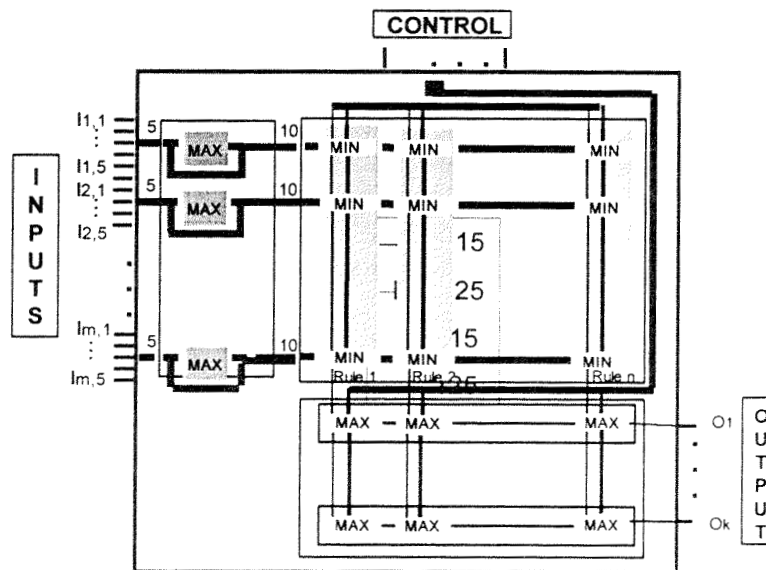 CONTROL
I1,1
I1,5
I2,1
I2,5
Im,1
Im,5
INPUTS
5
5
5
MAX
MAX
MAX
10
10
10
MIN MIN MIN
MIN MIN MIN
15
25
15
MIN MIN MIN
Rule 1 Rule 2 Rule n
MAX MAX MAX O1
MAX MAX MAX Ok
OUTPUT